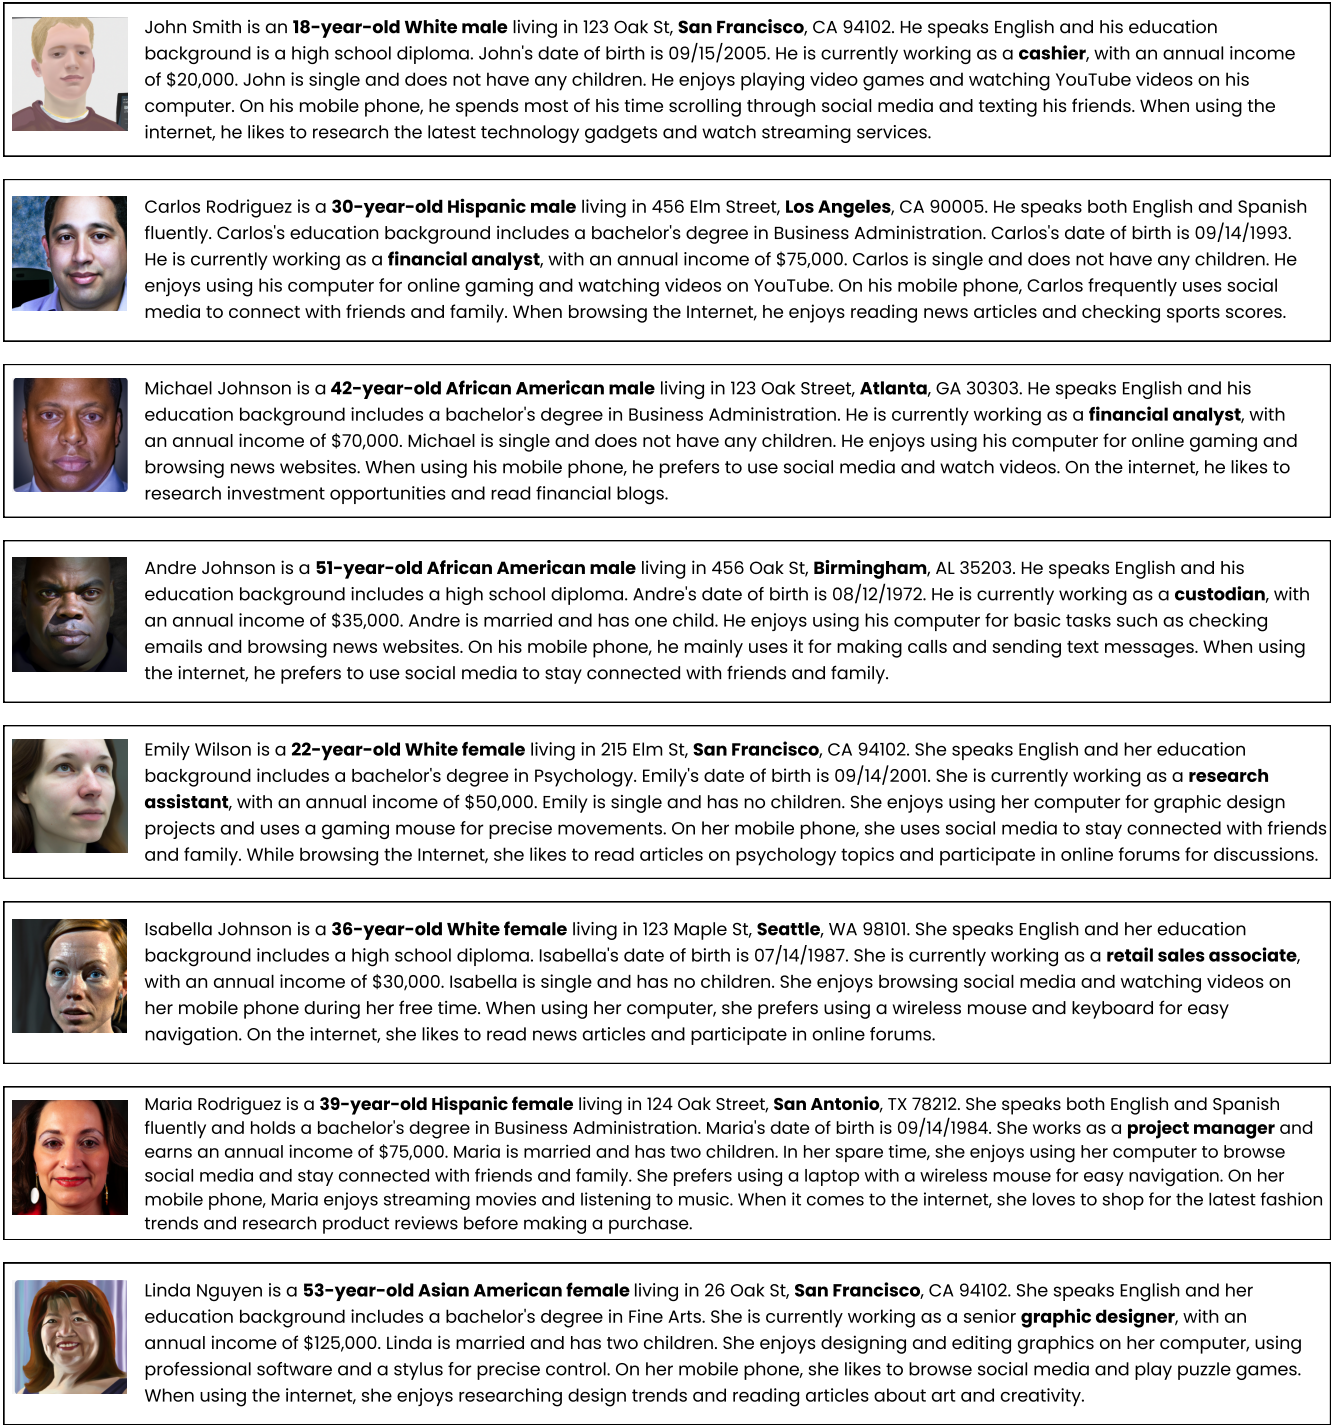 John Smith is an 18-year-old White male living in 123 Oak St, San Francisco, CA 94102. He speaks English and his education
background is a high school diploma. John's date of birth is 09/15/2005. He is currently working as a cashier, with an annual income
of $20,000. John is single and does not have any children. He enjoys playing video games and watching YouTube videos on his
computer. On his mobile phone, he spends most of his time scrolling through social media and texting his friends. When using the
internet, he likes to research the latest technology gadgets and watch streaming services.
Carlos Rodriguez is a 30-year-old Hispanic male living in 456 Elm Street, Los Angeles, CA 90005. He speaks both English and Spanish
fluently. Carlos's education background includes a bachelor's degree in Business Administration. Carlos's date of birth is 09/14/1993.
He is currently working as a financial analyst, with an annual income of $75,000. Carlos is single and does not have any children. He
enjoys using his computer for online gaming and watching videos on YouTube. On his mobile phone, Carlos frequently uses social
media to connect with friends and family. When browsing the Internet, he enjoys reading news articles and checking sports scores.
Michael Johnson is a 42-year-old African American male living in 123 Oak Street, Atlanta, GA 30303. He speaks English and his
education background includes a bachelor's degree in Business Administration. He is currently working as a financial analyst, with
an annual income of $70,000. Michael is single and does not have any children. He enjoys using his computer for online gaming and
browsing news websites. When using his mobile phone, he prefers to use social media and watch videos. On the internet, he likes to
research investment opportunities and read financial blogs.
Andre Johnson is a 51-year-old African American male living in 456 Oak St, Birmingham, AL 35203. He speaks English and his
education background includes a high school diploma. Andre's date of birth is 08/12/1972. He is currently working as a custodian, with
an annual income of $35,000. Andre is married and has one child. He enjoys using his computer for basic tasks such as checking
emails and browsing news websites. On his mobile phone, he mainly uses it for making calls and sending text messages. When using
the internet, he prefers to use social media to stay connected with friends and family.
Emily Wilson is a 22-year-old White female living in 215 Elm St, San Francisco, CA 94102. She speaks English and her education
background includes a bachelor's degree in Psychology. Emily's date of birth is 09/14/2001. She is currently working as a research
assistant, with an annual income of $50,000. Emily is single and has no children. She enjoys using her computer for graphic design
projects and uses a gaming mouse for precise movements. On her mobile phone, she uses social media to stay connected with friends
and family. While browsing the Internet, she likes to read articles on psychology topics and participate in online forums for discussions.
Isabella Johnson is a 36-year-old White female living in 123 Maple St, Seattle, WA 98101. She speaks English and her education
background includes a high school diploma. Isabella's date of birth is 07/14/1987. She is currently working as a retail sales associate,
with an annual income of $30,000. Isabella is single and has no children. She enjoys browsing social media and watching videos on
her mobile phone during her free time. When using her computer, she prefers using a wireless mouse and keyboard for easy
navigation. On the internet, she likes to read news articles and participate in online forums.
Maria Rodriguez is a 39-year-old Hispanic female living in 124 Oak Street, San Antonio, TX 78212. She speaks both English and Spanish
fluently and holds a bachelor's degree in Business Administration. Maria's date of birth is 09/14/1984. She works as a project manager and
earns an annual income of $75,000. Maria is married and has two children. In her spare time, she enjoys using her computer to browse
social media and stay connected with friends and family. She prefers using a laptop with a wireless mouse for easy navigation. On her
mobile phone, Maria enjoys streaming movies and listening to music. When it comes to the internet, she loves to shop for the latest fashion
trends and research product reviews before making a purchase.
Linda Nguyen is a 53-year-old Asian American female living in 26 Oak St, San Francisco, CA 94102. She speaks English and her
education background includes a bachelor's degree in Fine Arts. She is currently working as a senior graphic designer, with an
annual income of $125,000. Linda is married and has two children. She enjoys designing and editing graphics on her computer, using
professional software and a stylus for precise control. On her mobile phone, she likes to browse social media and play puzzle games.
When using the internet, she enjoys researching design trends and reading articles about art and creativity.